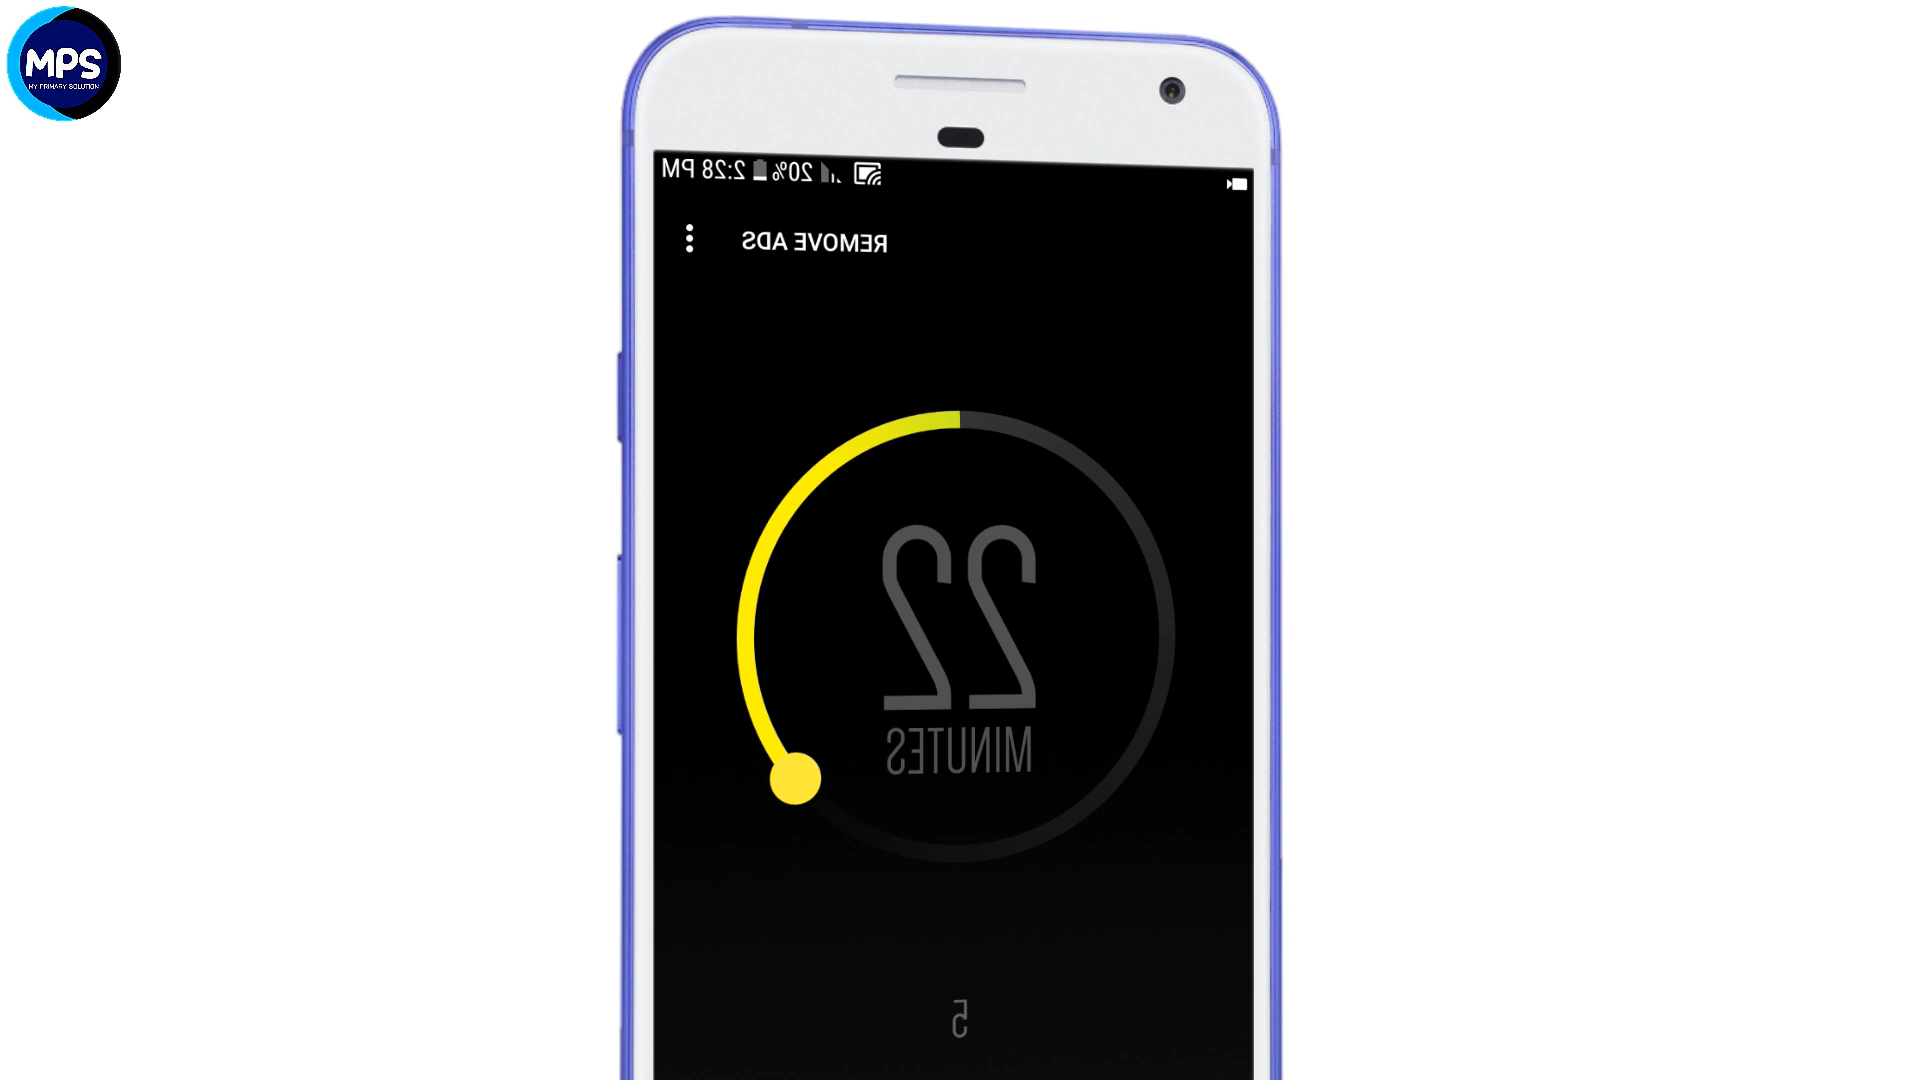 MPS
MY PRIMARY SOLUTION
20% 2:28 PM
REMOVE ADS
22
MINUTES
5